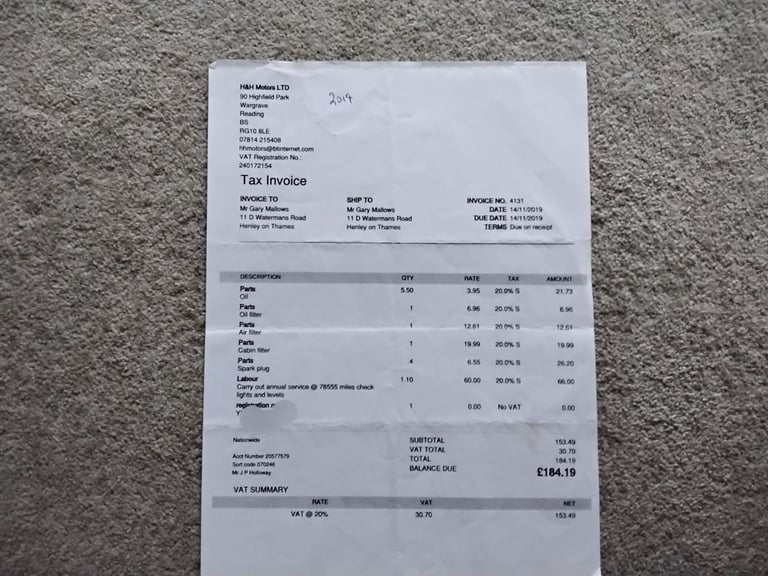 H&H Motors LTD
90 Highfield Park
Wargrave
Reading
BS
RG10 8LE
07814 215408
hhmotors@btinternet.com
VAT Registration No.:
240172154
2019
Tax Invoice
INVOICE TO
Mr Gary Mallows
11 D Watermans Road
Henley on Thames
SHIP TO
Mr Gary Mallows
11 D Watermans Road
Henley on Thames
INVOICE NO. 4131
DATE 14/11/2019
DUE DATE 14/11/2019
TERMS Due on receipt
DESCRIPTION QTY RATE TAX AMOUNT
Parts 5.50 3.95 20.0% S 21.73
Oil
Parts 1 6.96 20.0% S 6.96
Oil filter
Parts 1 12.61 20.0% S 12.61
Air filter
Parts 1 19.99 20.0% S 19.99
Cabin filter
Parts 4 6.55 20.0% S 26.20
Spark plug
Labour 1.10 60.00 20.0% S 66.00
Carry out annual service @ 78555 miles check
lights and levels
registration 1 0.00 No VAT 0.00
Nationwide
Acct Number 20577579
Sort code 070246
Mr J P Holloway
SUBTOTAL 153.49
VAT TOTAL 30.70
TOTAL 184.19
BALANCE DUE £184.19
VAT SUMMARY
RATE VAT NET
VAT @ 20% 30.70 153.49